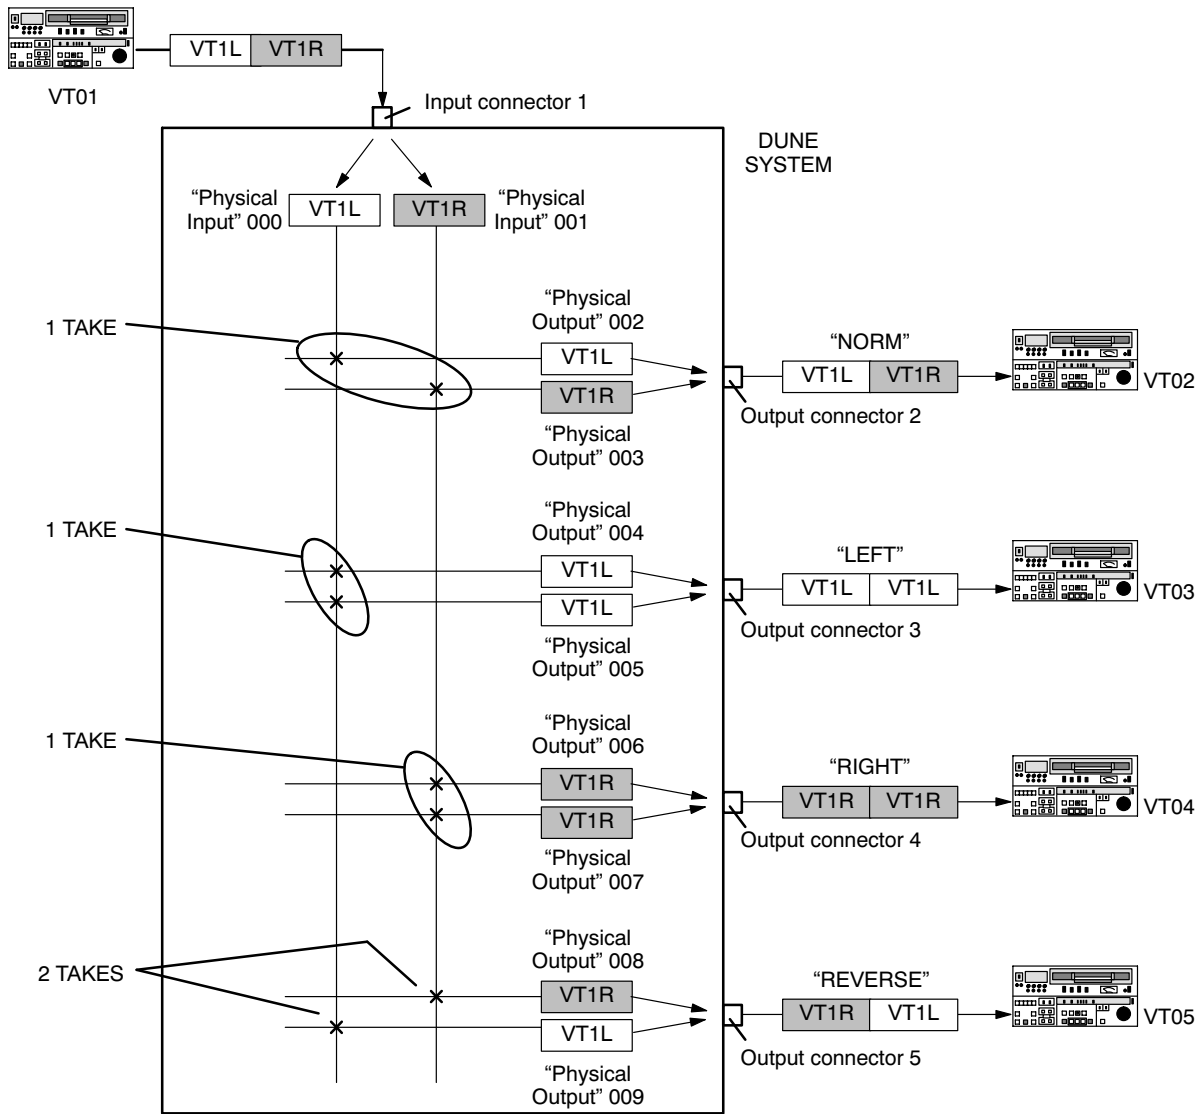 VT1L VT1R
VT01
Input connector 1
DUNE
SYSTEM
“Physical
Input” 000
VT1L
VT1R
“Physical
Input” 001
1 TAKE
“Physical
Output” 002
VT1L
VT1R
“Physical
Output” 003
“NORM”
VT1L VT1R
VT02
Output connector 2
1 TAKE
“Physical
Output” 004
VT1L
VT1L
“Physical
Output” 005
“LEFT”
VT1L VT1L
VT03
Output connector 3
1 TAKE
“Physical
Output” 006
VT1R
VT1R
“Physical
Output” 007
“RIGHT”
VT1R VT1R
VT04
Output connector 4
2 TAKES
“Physical
Output” 008
VT1R
VT1L
“Physical
Output” 009
“REVERSE”
VT1R VT1L
VT05
Output connector 5